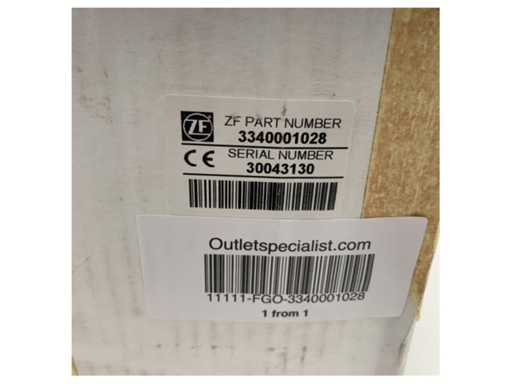 ZF
ZF PART NUMBER
3340001028
CE
SERIAL NUMBER
30043130
Outletspecialist.com
11111-FGO-3340001028
1 from 1